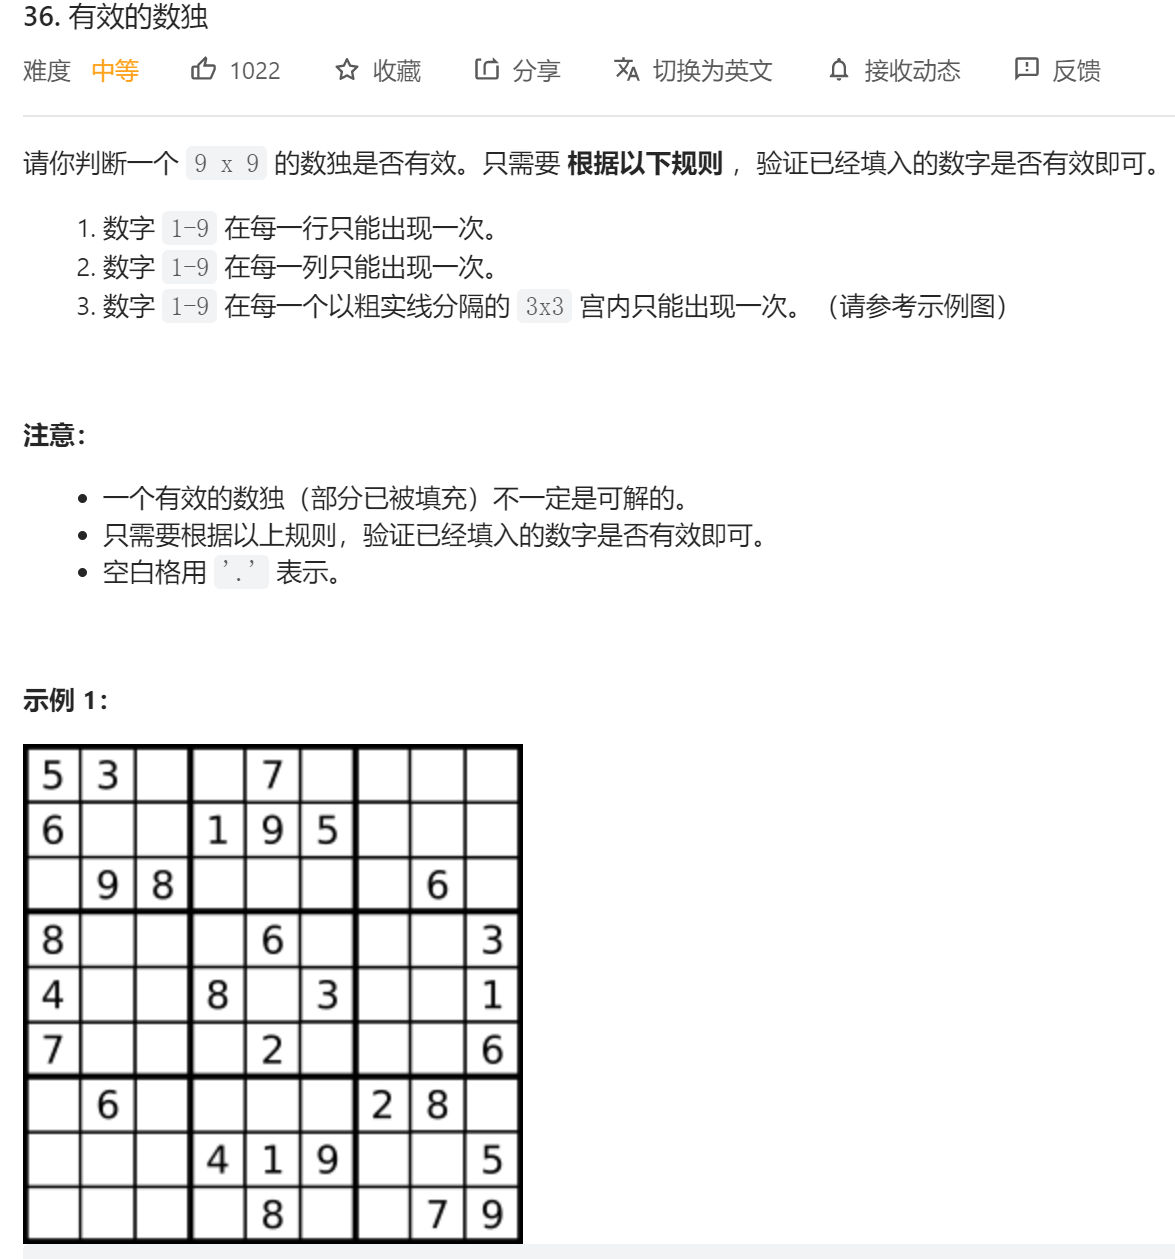 36. 有效的数独
难度 中等 1022 收藏 分享 切换为英文 接收动态 反馈
请你判断一个 9 x 9 的数独是否有效。只需要 根据以下规则 ，验证已经填入的数字是否有效即可。
1. 数字 1-9 在每一行只能出现一次。
2. 数字 1-9 在每一列只能出现一次。
3. 数字 1-9 在每一个以粗实线分隔的 3x3 宫内只能出现一次。（请参考示例图）
注意：
• 一个有效的数独（部分已被填充）不一定是可解的。
• 只需要根据以上规则，验证已经填入的数字是否有效即可。
• 空白格用 '.' 表示。
示例 1：
5 3 7
6 1 9 5
9 8 6
8 6 3
4 8 3 1
7 2 6
6 2 8
4 1 9 5
8 7 9